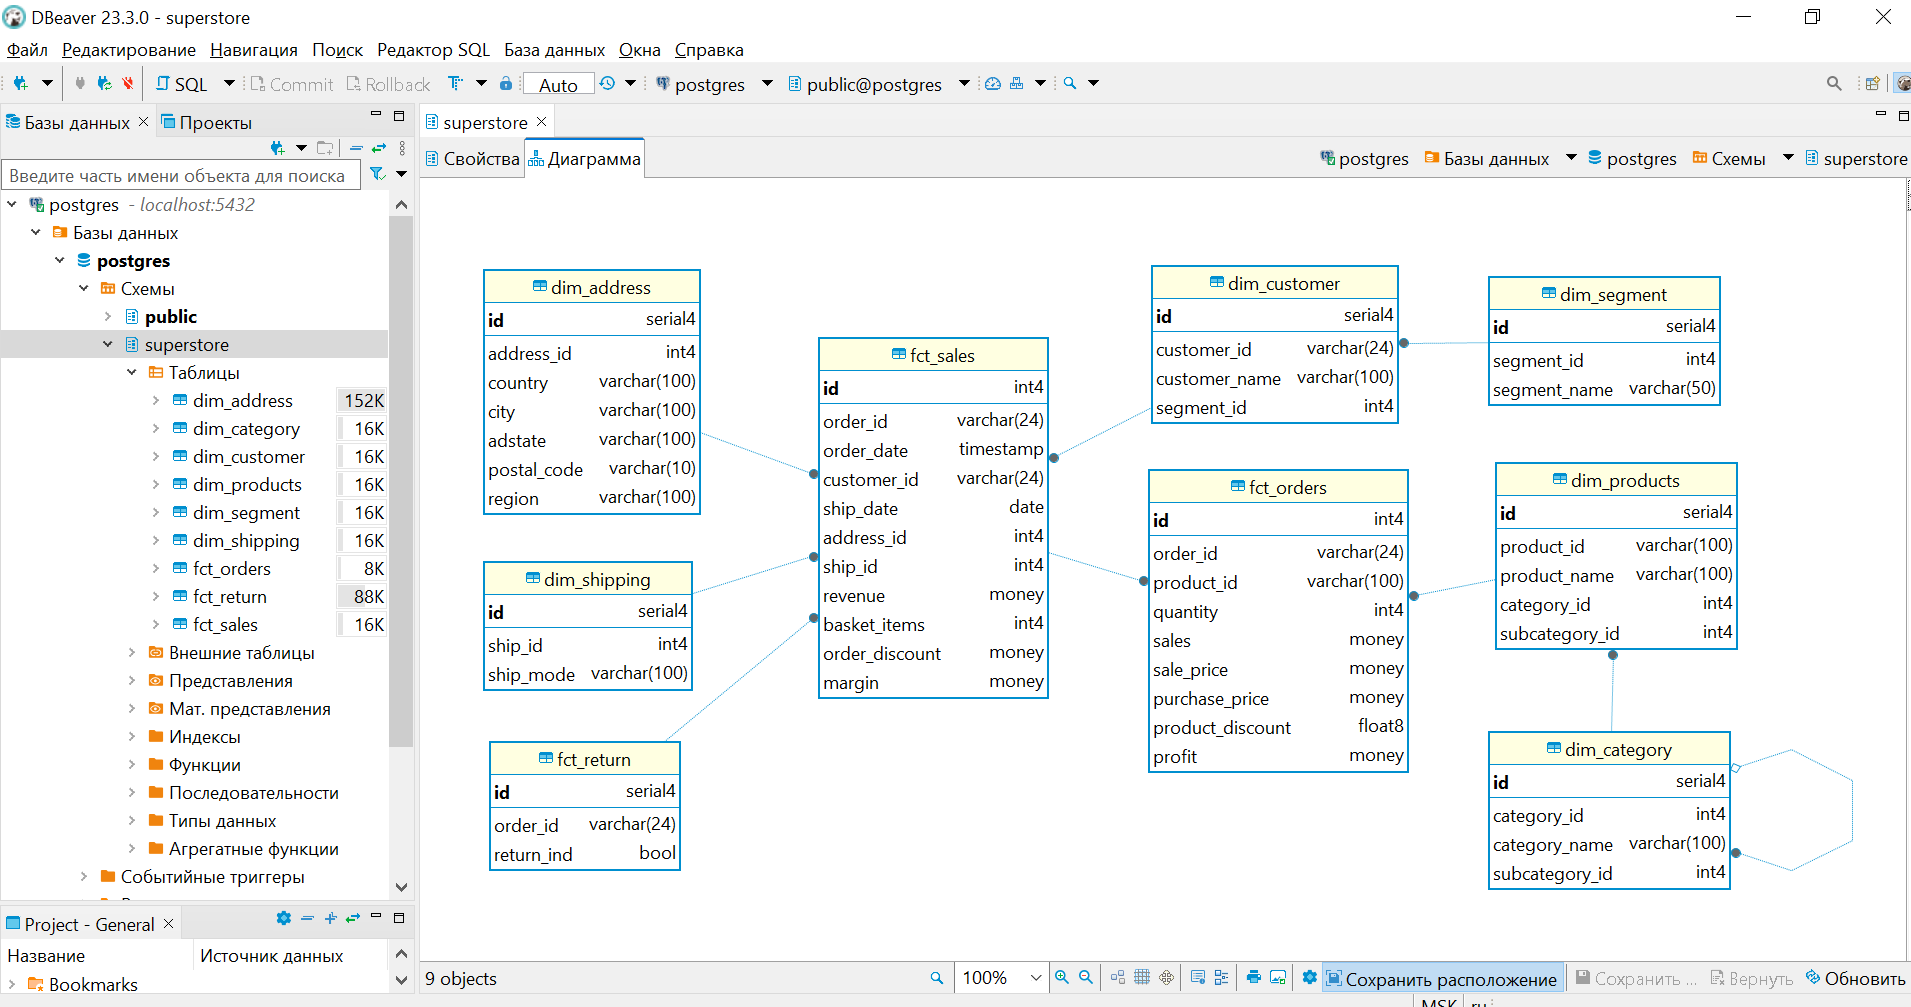 DBeaver 23.3.0 - superstore
Файл Редактирование Навигация Поиск Редактор SQL База данных Окна Справка
SQL Commit Rollback Auto postgres public@postgres
Базы данных Проекты
Введите часть имени объекта для поиска
postgres - localhost:5432
Базы данных
postgres
Схемы
public
superstore
Таблицы
dim_address 152K
dim_category 16K
dim_customer 16K
dim_products 16K
dim_segment 16K
dim_shipping 16K
fct_orders 8K
fct_return 88K
fct_sales 16K
Внешние таблицы
Представления
Мат. представления
Индексы
Функции
Последовательности
Типы данных
Агрегатные функции
Событийные триггеры
Project - General
Название Источник данных
Bookmarks
superstore
Свойства Диаграмма
postgres Базы данных postgres Схемы superstore
dim_address
id serial4
address_id int4
country varchar(100)
city varchar(100)
adstate varchar(100)
postal_code varchar(10)
region varchar(100)
dim_shipping
id serial4
ship_id int4
ship_mode varchar(100)
fct_return
id serial4
order_id varchar(24)
return_ind bool
fct_sales
id int4
order_id varchar(24)
order_date timestamp
customer_id varchar(24)
ship_date date
address_id int4
ship_id int4
revenue money
basket_items int4
order_discount money
margin money
dim_customer
id serial4
customer_id varchar(24)
customer_name varchar(100)
segment_id int4
fct_orders
id int4
order_id varchar(24)
product_id varchar(100)
quantity int4
sales money
sale_price money
purchase_price money
product_discount float8
profit money
dim_segment
id serial4
segment_id int4
segment_name varchar(50)
dim_products
id serial4
product_id varchar(100)
product_name varchar(100)
category_id int4
subcategory_id int4
dim_category
id serial4
category_id int4
category_name varchar(100)
subcategory_id int4
9 objects 100% Сохранить расположение Сохранить ... Вернуть Обновить
MSK ru